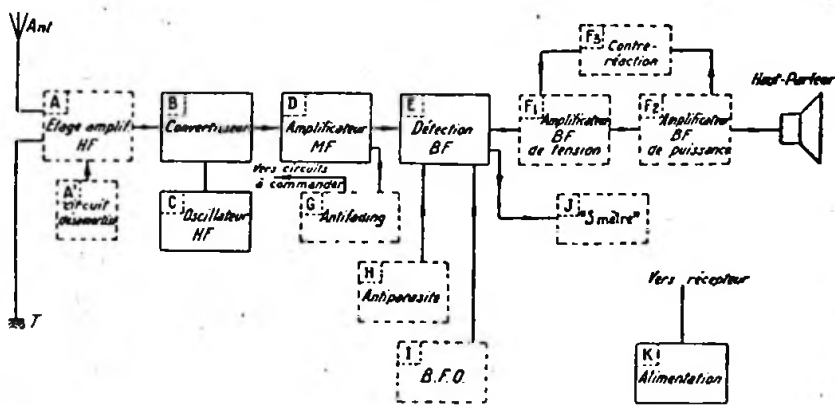 Ant
F3
Contre-
réaction
Haut-Parleur
A
Etage amplif.
HF
B
Convertisseur
D
Amplificateur
MF
E
Détection
BF
F1
Amplificateur
BF
de tension
F2
Amplificateur
BF
de puissance
Vers circuits
à commander
A'
circuit
C
Oscillateur
HF
G
Antifading
J
"S mètre"
H
Antiparasite
Vers récepteur
T
I
B.F.O.
K
Alimentation